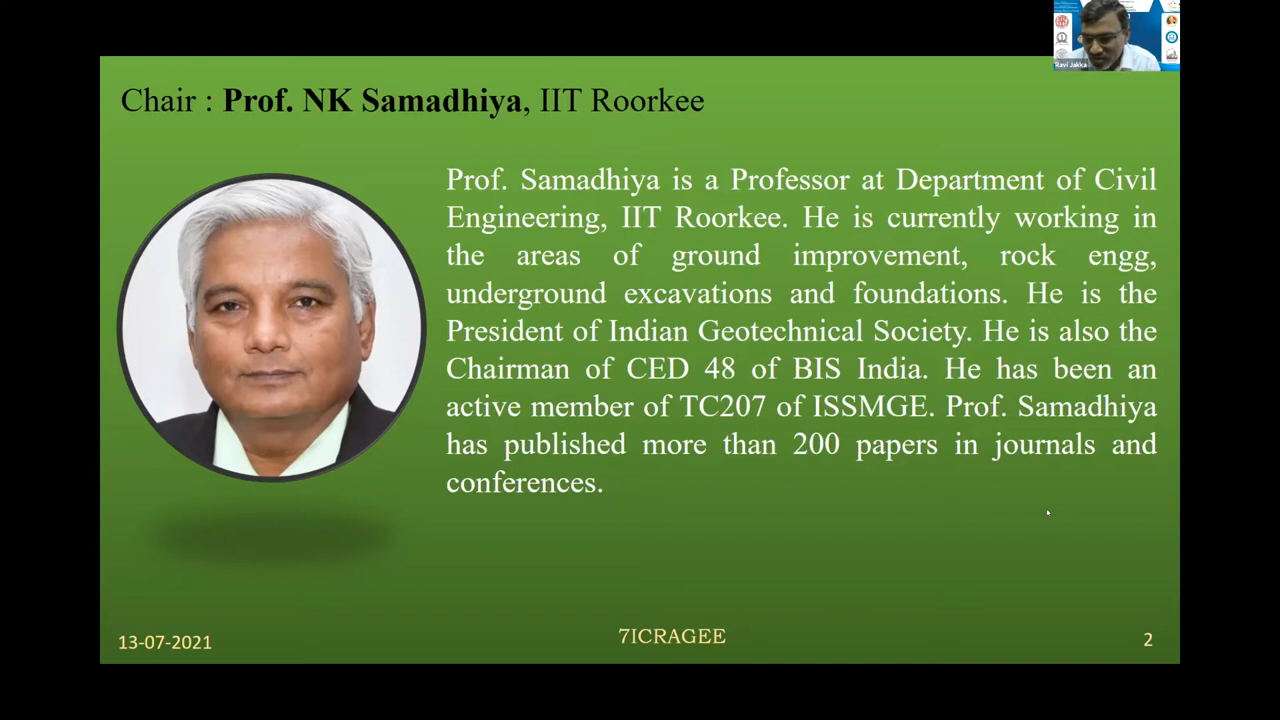 Ravi Jakka
Chair : Prof. NK Samadhiya, IIT Roorkee
Prof. Samadhiya is a Professor at Department of Civil
Engineering, IIT Roorkee. He is currently working in
the areas of ground improvement, rock engg,
underground excavations and foundations. He is the
President of Indian Geotechnical Society. He is also the
Chairman of CED 48 of BIS India. He has been an
active member of TC207 of ISSMGE. Prof. Samadhiya
has published more than 200 papers in journals and
conferences.
13-07-2021
7ICRAGEE
2